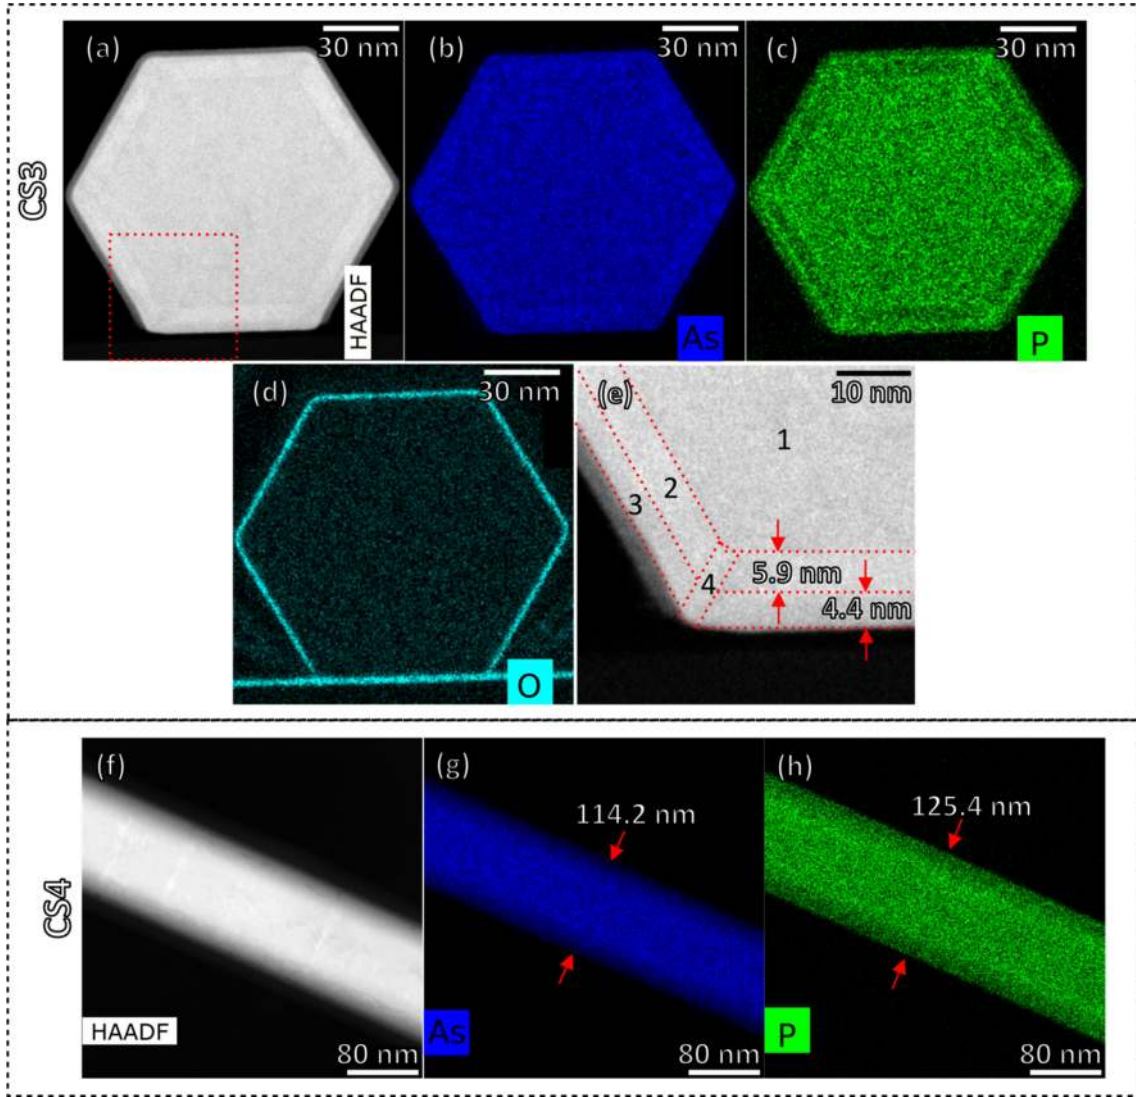 CS3
(a)
30 nm
HAADF
(b)
30 nm
As
(c)
30 nm
P
(d)
30 nm
O
(e)
10 nm
1
2
3
4
5.9 nm
4.4 nm
CS4
(f)
HAADF
80 nm
(g)
114.2 nm
As
80 nm
(h)
125.4 nm
P
80 nm